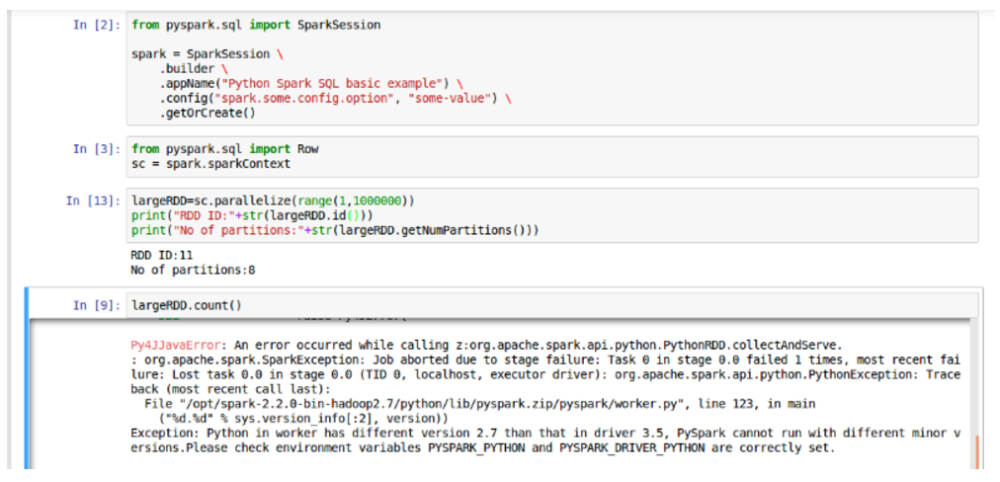 In [2]: from pyspark.sql import SparkSession
spark = SparkSession \
.builder \
.appName("Python Spark SQL basic example") \
.config("spark.some.config.option", "some-value") \
.getOrCreate()
In [3]: from pyspark.sql import Row
sc = spark.sparkContext
In [13]: largeRDD=sc.parallelize(range(1,1000000))
print("RDD ID:"+str(largeRDD.id()))
print("No of partitions:"+str(largeRDD.getNumPartitions()))
RDD ID:11
No of partitions:8
In [9]: largeRDD.count()
Py4JJavaError: An error occurred while calling z:org.apache.spark.api.python.PythonRDD.collectAndServe.
: org.apache.spark.SparkException: Job aborted due to stage failure: Task 0 in stage 0.0 failed 1 times, most recent fai
lure: Lost task 0.0 in stage 0.0 (TID 0, localhost, executor driver): org.apache.spark.api.python.PythonException: Trace
back (most recent call last):
File "/opt/spark-2.2.0-bin-hadoop2.7/python/lib/pyspark.zip/pyspark/worker.py", line 123, in main
("%d.%d" % sys.version_info[:2], version))
Exception: Python in worker has different version 2.7 than that in driver 3.5, PySpark cannot run with different minor v
ersions.Please check environment variables PYSPARK_PYTHON and PYSPARK_DRIVER_PYTHON are correctly set.